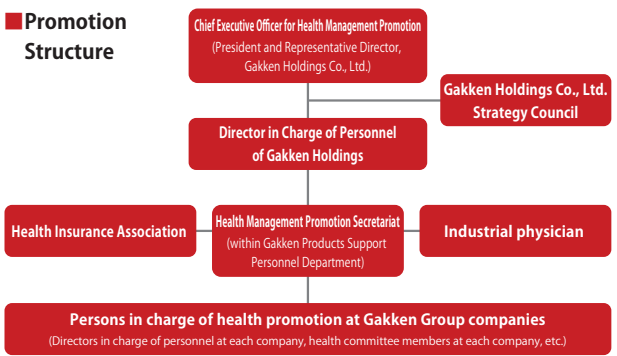 ■Promotion
Structure
Chief Executive Officer for Health Management Promotion
(President and Representative Director,
Gakken Holdings Co., Ltd.)
Gakken Holdings Co., Ltd.
Strategy Council
Director in Charge of Personnel
of Gakken Holdings
Health Insurance Association
Health Management Promotion Secretariat
(within Gakken Products Support
Personnel Department)
Industrial physician
Persons in charge of health promotion at Gakken Group companies
(Directors in charge of personnel at each company, health committee members at each company, etc.)